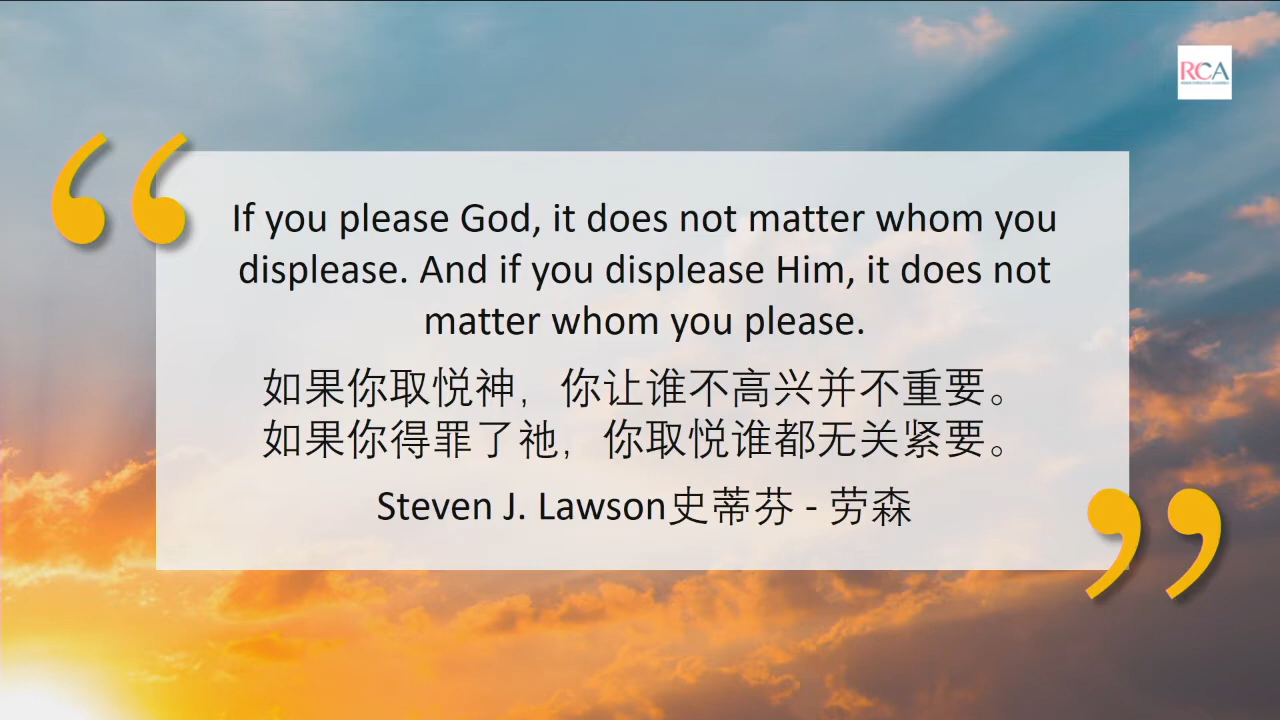 RCA
If you please God, it does not matter whom you
displease. And if you displease Him, it does not
matter whom you please.
如果你取悦神，你让谁不高兴并不重要。
如果你得罪了祂，你取悦谁都无关紧要。
Steven J. Lawson史蒂芬 - 劳森